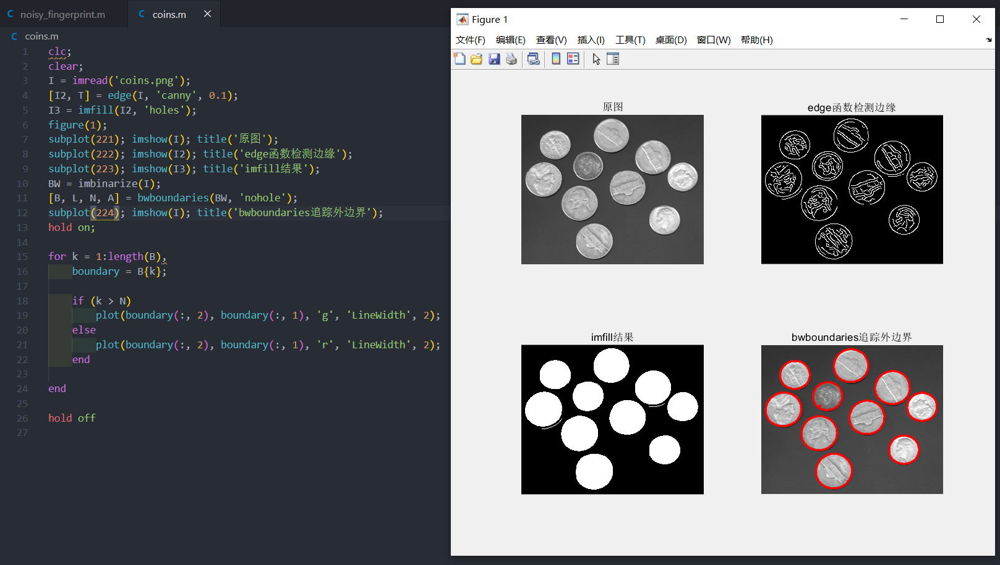 noisy_fingerprint.m
coins.m
coins.m
1 clc;
2 clear;
3 I = imread('coins.png');
4 [I2, T] = edge(I, 'canny', 0.1);
5 I3 = imfill(I2, 'holes');
6 figure(1);
7 subplot(221); imshow(I); title('原图');
8 subplot(222); imshow(I2); title('edge函数检测边缘');
9 subplot(223); imshow(I3); title('imfill结果');
10 BW = imbinarize(I);
11 [B, L, N, A] = bwboundaries(BW, 'nohole');
12 subplot(224); imshow(I); title('bwboundaries追踪外边界');
13 hold on;
14
15 for k = 1:length(B),
16 boundary = B{k};
17
18 if (k > N)
19 plot(boundary(:, 2), boundary(:, 1), 'g', 'LineWidth', 2);
20 else
21 plot(boundary(:, 2), boundary(:, 1), 'r', 'LineWidth', 2);
22 end
23
24 end
25
26 hold off
27
Figure 1
文件(F) 编辑(E) 查看(V) 插入(I) 工具(T) 桌面(D) 窗口(W) 帮助(H)
原图
edge函数检测边缘
imfill结果
bwboundaries追踪外边界